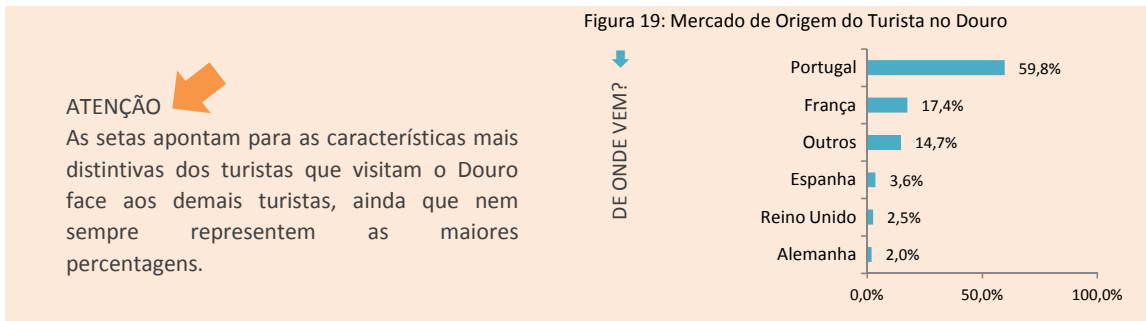 Figura 19: Mercado de Origem do Turista no Douro
ATENÇÃO
As setas apontam para as características mais
distintivas dos turistas que visitam o Douro
face aos demais turistas, ainda que nem
sempre representem as maiores
percentagens.
DE ONDE VEM?
Portugal 59,8%
França 17,4%
Outros 14,7%
Espanha 3,6%
Reino Unido 2,5%
Alemanha 2,0%
0,0% 50,0% 100,0%